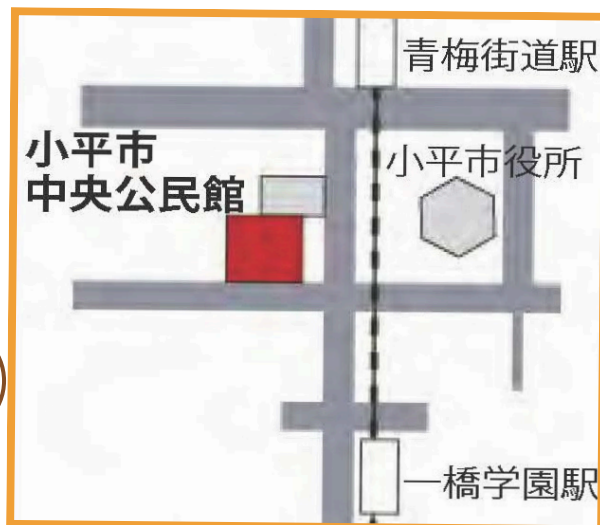 青梅街道駅
小平市
中央公民館
小平市役所
一橋学園駅